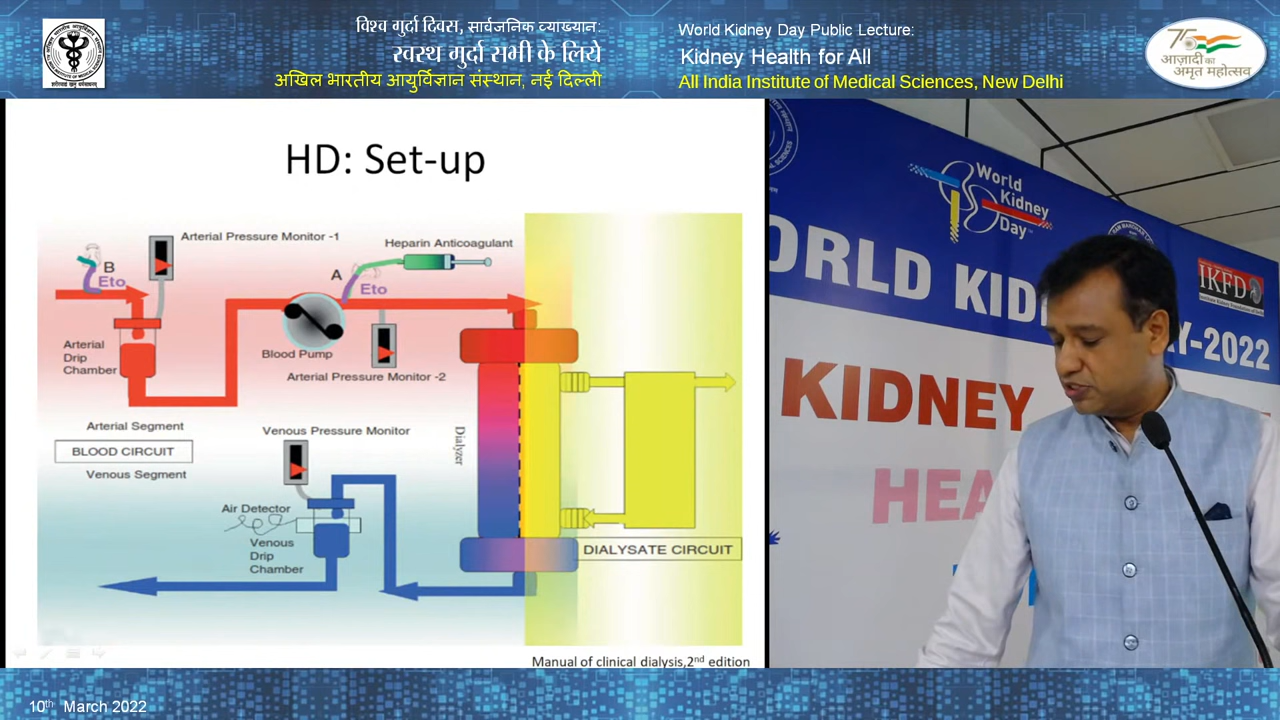 विश्व गुर्दा दिवस, सार्वजनिक व्याख्यान:
स्वस्थ गुर्दा सभी के लिये
अखिल भारतीय आयुर्विज्ञान संस्थान, नई दिल्ली
World Kidney Day Public Lecture:
Kidney Health for All
All India Institute of Medical Sciences, New Delhi
75
आज़ादी का
अमृत महोत्सव
HD: Set-up
Arterial Pressure Monitor -1
Heparin Anticoagulant
B
Eto
A
Eto
Arterial
Drip
Chamber
Blood Pump
Arterial Pressure Monitor -2
Arterial Segment
BLOOD CIRCUIT
Venous Segment
Venous Pressure Monitor
Dialyzer
Air Detector
Venous
Drip
Chamber
DIALYSATE CIRCUIT
Manual of clinical dialysis,2nd edition
World
Kidney
Day
ORLD KID
Y-2022
IKFD
KIDNEY
HEA
10th March 2022